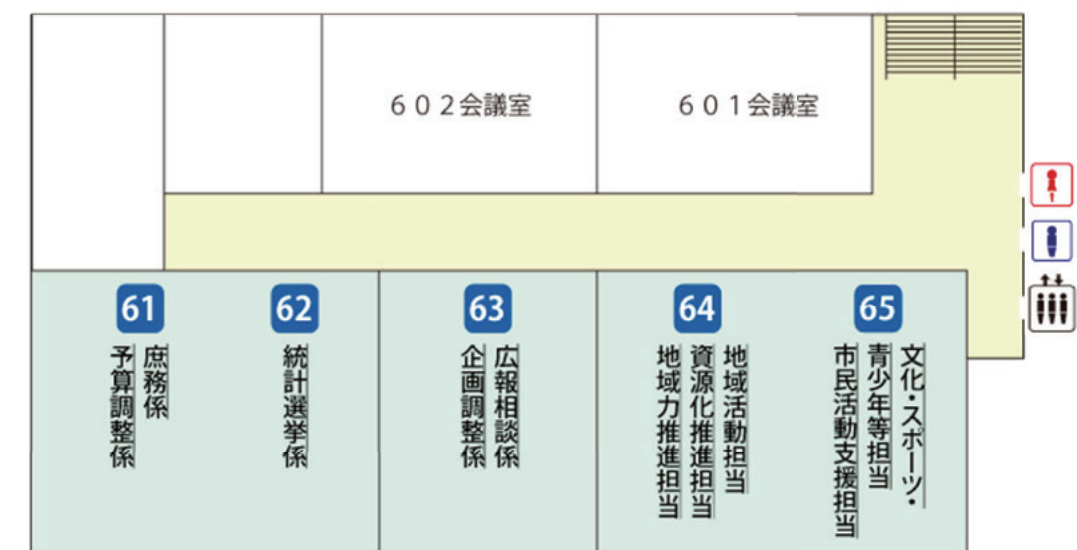 ６０２会議室
６０１会議室
61
庶務係
予算調整係
62
統計選挙係
63
広報相談係
企画調整係
64
地域活動担当
資源化推進担当
地域力推進担当
65
文化・スポーツ・
青少年等担当
市民活動支援担当